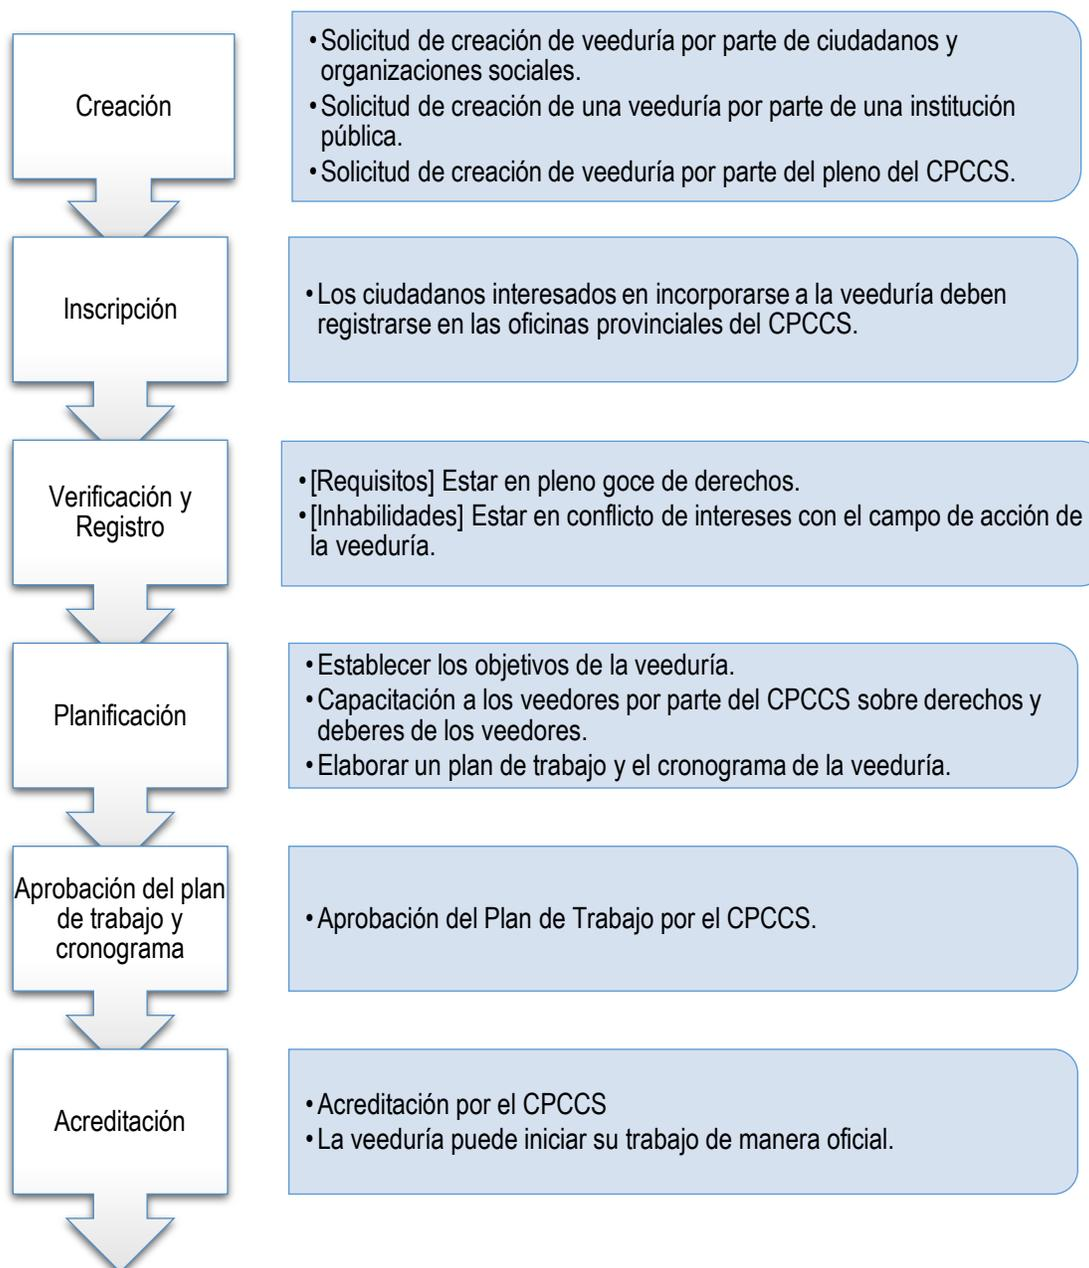 Creación
•Solicitud de creación de veeduría por parte de ciudadanos y
organizaciones sociales.
•Solicitud de creación de una veeduría por parte de una institución
pública.
•Solicitud de creación de veeduría por parte del pleno del CPCCS.
Inscripción
•Los ciudadanos interesados en incorporarse a la veeduría deben
registrarse en las oficinas provinciales del CPCCS.
Verificación y
Registro
•[Requisitos] Estar en pleno goce de derechos.
•[Inhabilidades] Estar en conflicto de intereses con el campo de acción de
la veeduría.
Planificación
•Establecer los objetivos de la veeduría.
•Capacitación a los veedores por parte del CPCCS sobre derechos y
deberes de los veedores.
•Elaborar un plan de trabajo y el cronograma de la veeduría.
Aprobación del plan
de trabajo y
cronograma
•Aprobación del Plan de Trabajo por el CPCCS.
Acreditación
•Acreditación por el CPCCS
•La veeduría puede iniciar su trabajo de manera oficial.